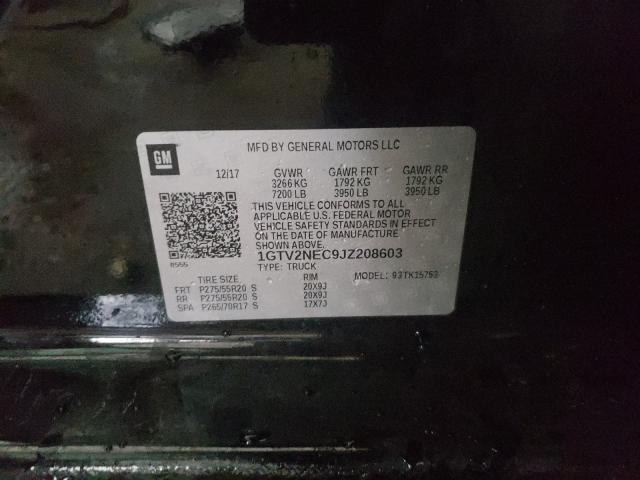 GM
MFD BY GENERAL MOTORS LLC
12/17 GVWR GAWR FRT GAWR RR
3266 KG 1792 KG 1792 KG
7200 LB 3950 LB 3950 LB
THIS VEHICLE CONFORMS TO ALL
APPLICABLE U.S. FEDERAL MOTOR
VEHICLE SAFETY STANDARDS IN EFFECT
ON THE DATE OF MANUFACTURE
SHOWN ABOVE.
1GTV2NEC9JZ208603
8555
TYPE: TRUCK
MODEL: 93TK15753
TIRE SIZE RIM
FRT P275/55R20 S 20X9J
RR P275/55R20 S 20X9J
SPA P265/70R17 S 17X7J